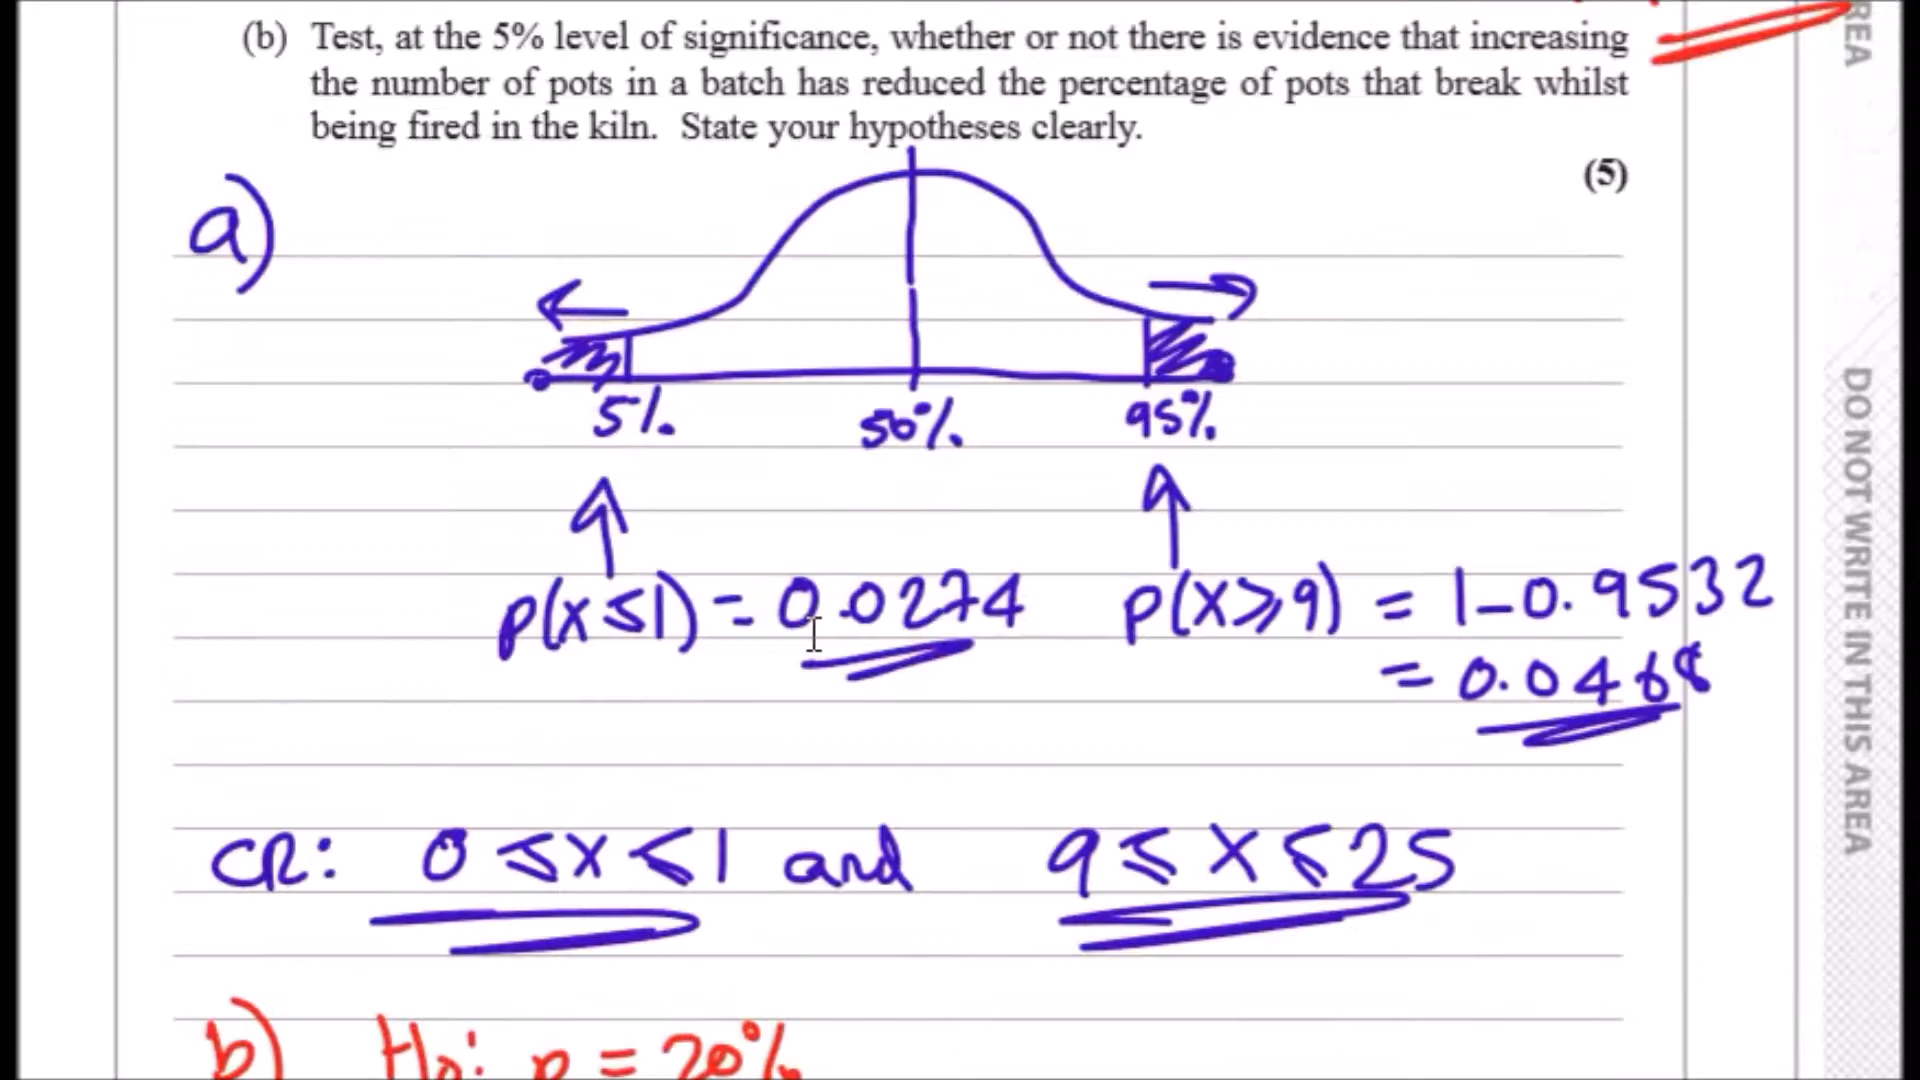 (b) Test, at the 5% level of significance, whether or not there is evidence that increasing
the number of pots in a batch has reduced the percentage of pots that break whilst
being fired in the kiln. State your hypotheses clearly.
(5)
a)
5%. 50%. 95%.
p(x≤1) = 0.0274 p(x≥9) = 1-0.9532
= 0.0468
CR: 0≤x≤1 and 9≤x≤25
b) H₀: p = 20%
REA
DO NOT WRITE IN THIS AREA